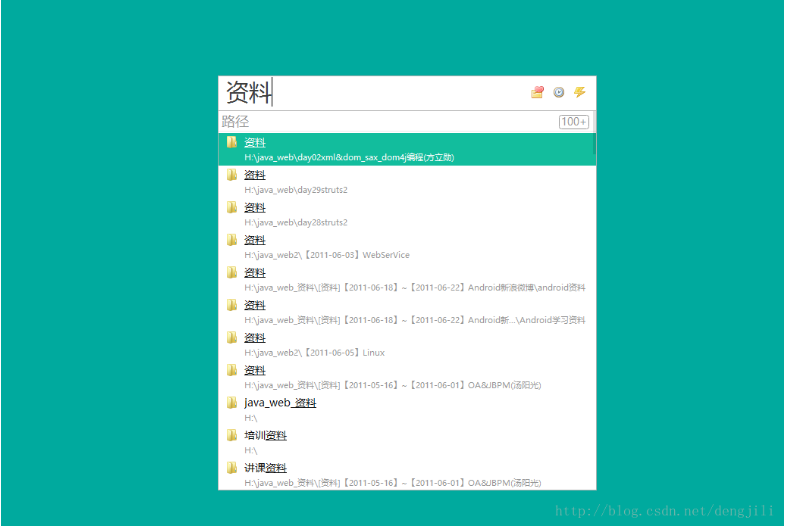 资料
路径 100+
资料
H:\java_web\day02xml&dom_sax_dom4j编程(方立勋)
资料
H:\java_web\day29struts2
资料
H:\java_web\day28struts2
资料
H:\java_web2\【2011-06-03】WebSerVice
资料
H:\java_web_资料\[资料]【2011-06-18】~【2011-06-22】Android新浪微博\android资料
资料
H:\java_web_资料\[资料]【2011-06-18】~【2011-06-22】Android新...\Android学习资料
资料
H:\java_web2\【2011-06-05】Linux
资料
H:\java_web_资料\[资料]【2011-05-16】~【2011-06-01】OA&JBPM(汤阳光)
java_web_资料
H:\
培训资料
H:\
讲课资料
H:\java_web_资料\[资料]【2011-05-16】~【2011-06-01】OA&JBPM(汤阳光)
http://blog.csdn.net/dengjili